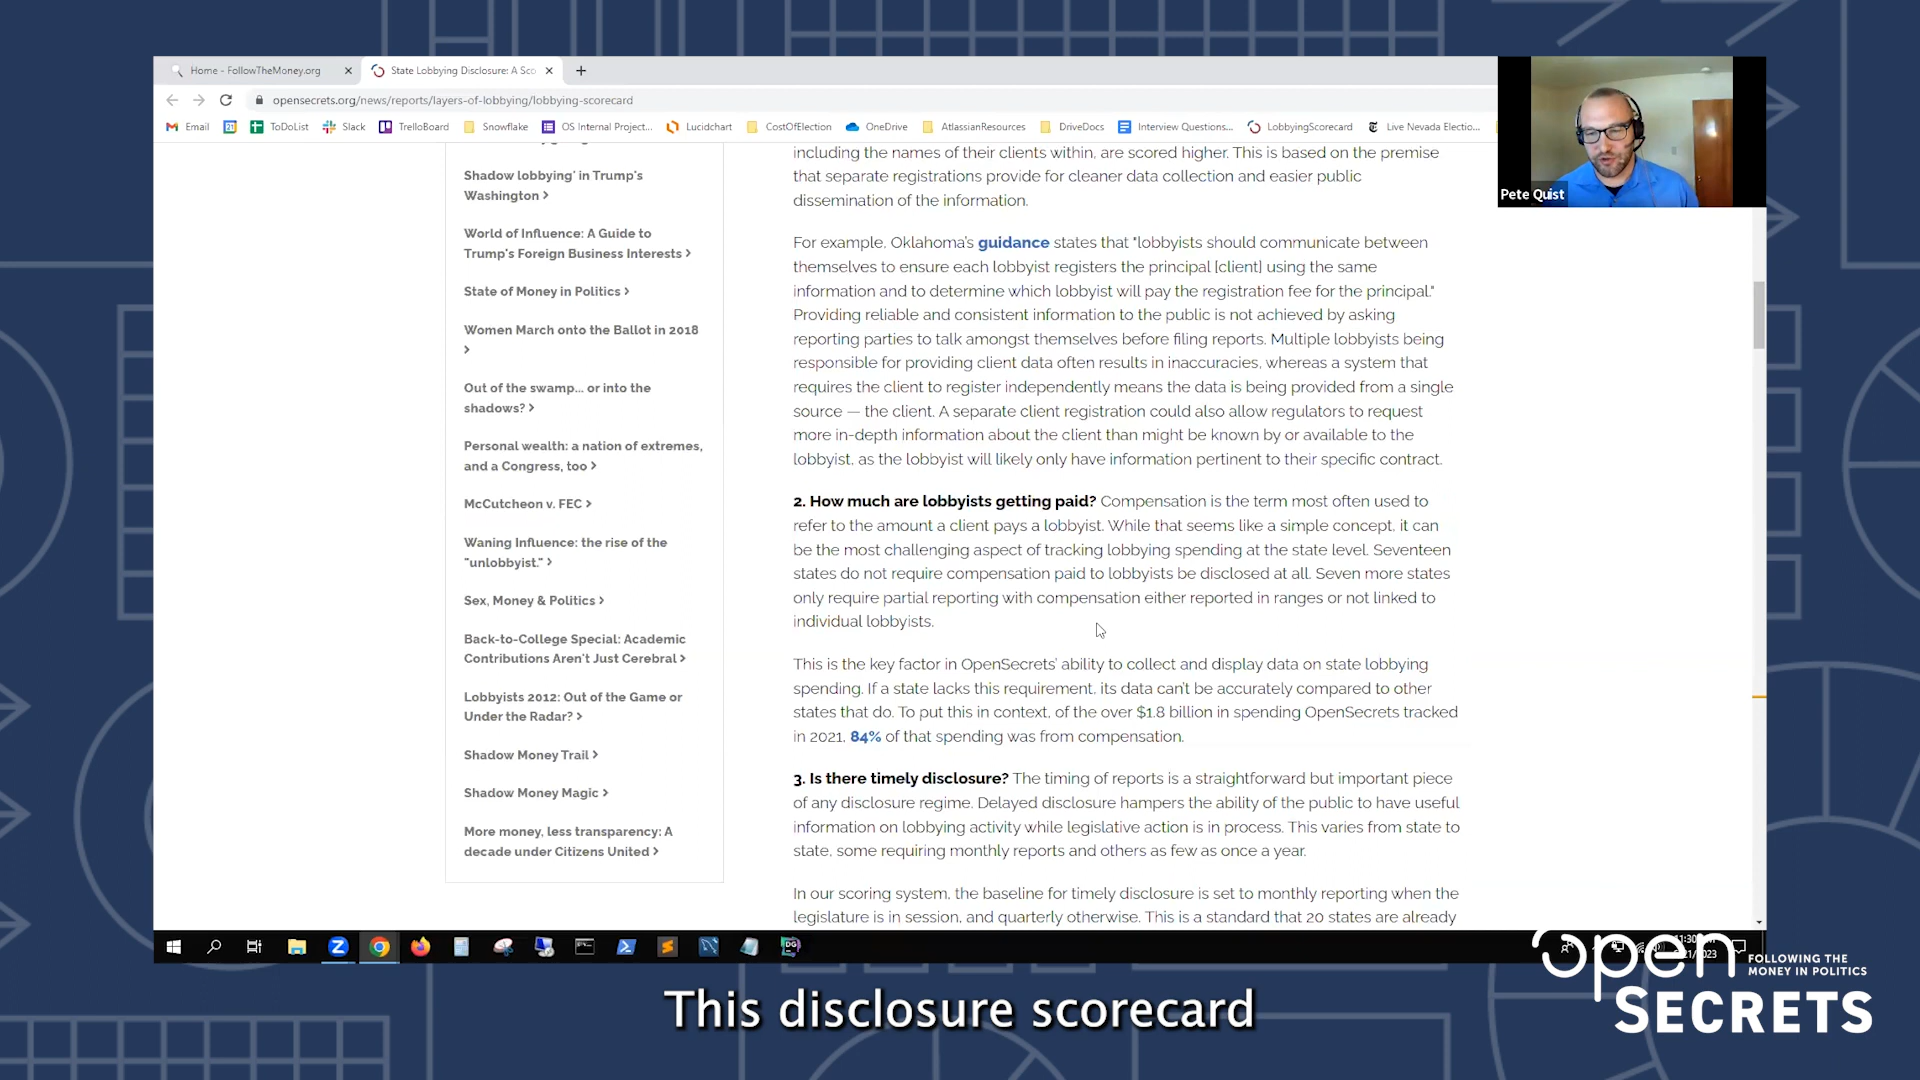 Home - FollowTheMoney.org
State Lobbying Disclosure: A Sco
opensecrets.org/news/reports/layers-of-lobbying/lobbying-scorecard
Email
ToDoList
Slack
TrelloBoard
Snowflake
OS Internal Project...
Lucidchart
CostOfElection
OneDrive
AtlassianResources
DriveDocs
Interview Questions...
LobbyingScorecard
Live Nevada Electio...
Pete Quist
Shadow lobbying' in Trump's
Washington >
World of Influence: A Guide to
Trump's Foreign Business Interests >
State of Money in Politics >
Women March onto the Ballot in 2018
>
Out of the swamp... or into the
shadows? >
Personal wealth: a nation of extremes,
and a Congress, too >
McCutcheon v. FEC >
Waning Influence: the rise of the
"unlobbyist." >
Sex, Money & Politics >
Back-to-College Special: Academic
Contributions Aren't Just Cerebral >
Lobbyists 2012: Out of the Game or
Under the Radar? >
Shadow Money Trail >
Shadow Money Magic >
More money, less transparency: A
decade under Citizens United >
including the names of their clients within, are scored higher. This is based on the premise
that separate registrations provide for cleaner data collection and easier public
dissemination of the information.
For example, Oklahoma's guidance states that "lobbyists should communicate between
themselves to ensure each lobbyist registers the principal [client] using the same
information and to determine which lobbyist will pay the registration fee for the principal."
Providing reliable and consistent information to the public is not achieved by asking
reporting parties to talk amongst themselves before filing reports. Multiple lobbyists being
responsible for providing client data often results in inaccuracies, whereas a system that
requires the client to register independently means the data is being provided from a single
source — the client. A separate client registration could also allow regulators to request
more in-depth information about the client than might be known by or available to the
lobbyist, as the lobbyist will likely only have information pertinent to their specific contract.
2. How much are lobbyists getting paid? Compensation is the term most often used to
refer to the amount a client pays a lobbyist. While that seems like a simple concept, it can
be the most challenging aspect of tracking lobbying spending at the state level. Seventeen
states do not require compensation paid to lobbyists be disclosed at all. Seven more states
only require partial reporting with compensation either reported in ranges or not linked to
individual lobbyists.
This is the key factor in OpenSecrets' ability to collect and display data on state lobbying
spending. If a state lacks this requirement, its data can't be accurately compared to other
states that do. To put this in context, of the over $1.8 billion in spending OpenSecrets tracked
in 2021, 84% of that spending was from compensation.
3. Is there timely disclosure? The timing of reports is a straightforward but important piece
of any disclosure regime. Delayed disclosure hampers the ability of the public to have useful
information on lobbying activity while legislative action is in process. This varies from state to
state, some requiring monthly reports and others as few as once a year.
In our scoring system, the baseline for timely disclosure is set to monthly reporting when the
legislature is in session, and quarterly otherwise. This is a standard that 20 states are already
This disclosure scorecard
open
SECRETS
FOLLOWING THE
MONEY IN POLITICS